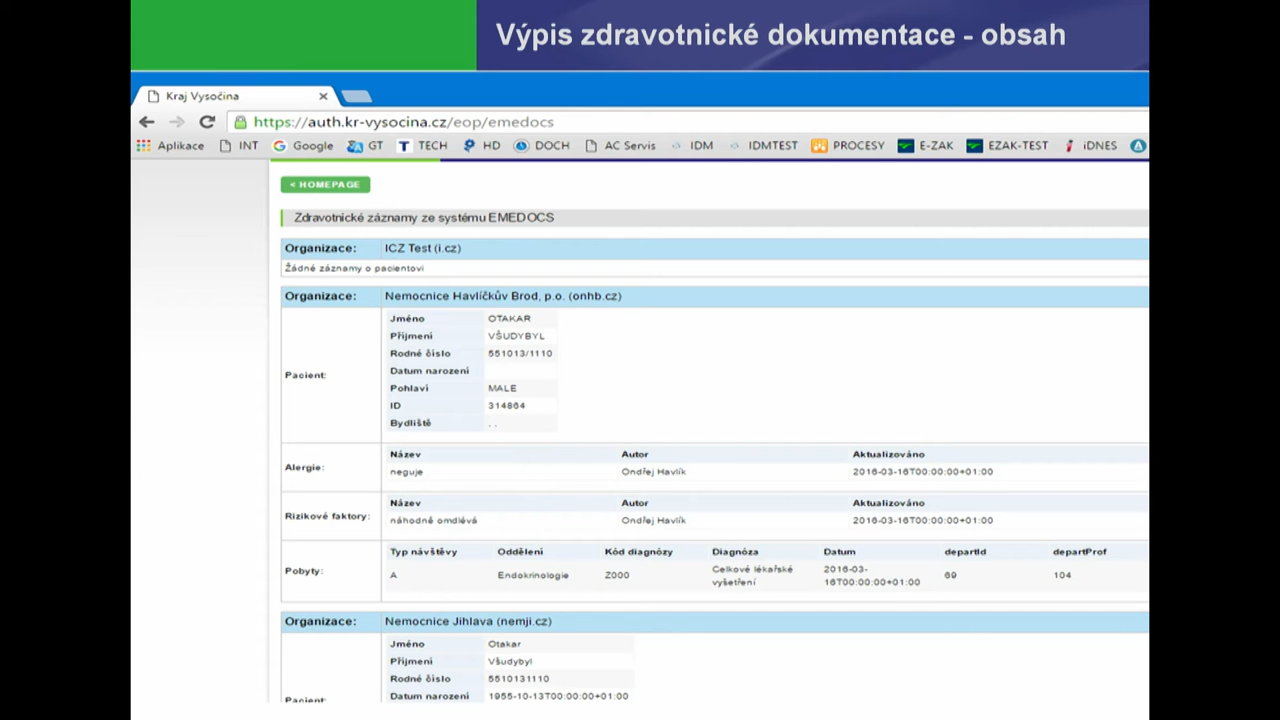 Výpis zdravotnické dokumentace - obsah
Kraj Vysočina
https://auth.kr-vysocina.cz/eop/emedocs
Aplikace INT Google GT TECH HD DOCH AC Servis IDM IDMTEST PROCESY E-ZAK EZAK-TEST iDNES
< HOMEPAGE
Zdravotnické záznamy ze systému EMEDOCS
Organizace: ICZ Test (i.cz)
Žádné záznamy o pacientovi
Organizace: Nemocnice Havlíčkův Brod, p.o. (onhb.cz)
Pacient:
Jméno OTAKAR
Příjmení VŠUDYBYL
Rodné číslo 551013/1110
Datum narození
Pohlaví MALE
ID 314864
Bydliště . .
Alergie:
Název Autor Aktualizováno
neguje Ondřej Havlík 2016-03-16T00:00:00+01:00
Rizikové faktory:
Název Autor Aktualizováno
náhodně omdlévá Ondřej Havlík 2016-03-16T00:00:00+01:00
Pobyty:
Typ návštěvy Oddělení Kód diagnózy Diagnóza Datum departId departProf
A Endokrinologie Z000 Celkové lékařské vyšetření 2016-03-16T00:00:00+01:00 69 104
Organizace: Nemocnice Jihlava (nemji.cz)
Pacient:
Jméno Otakar
Příjmení Všudybyl
Rodné číslo 5510131110
Datum narození 1955-10-13T00:00:00+01:00